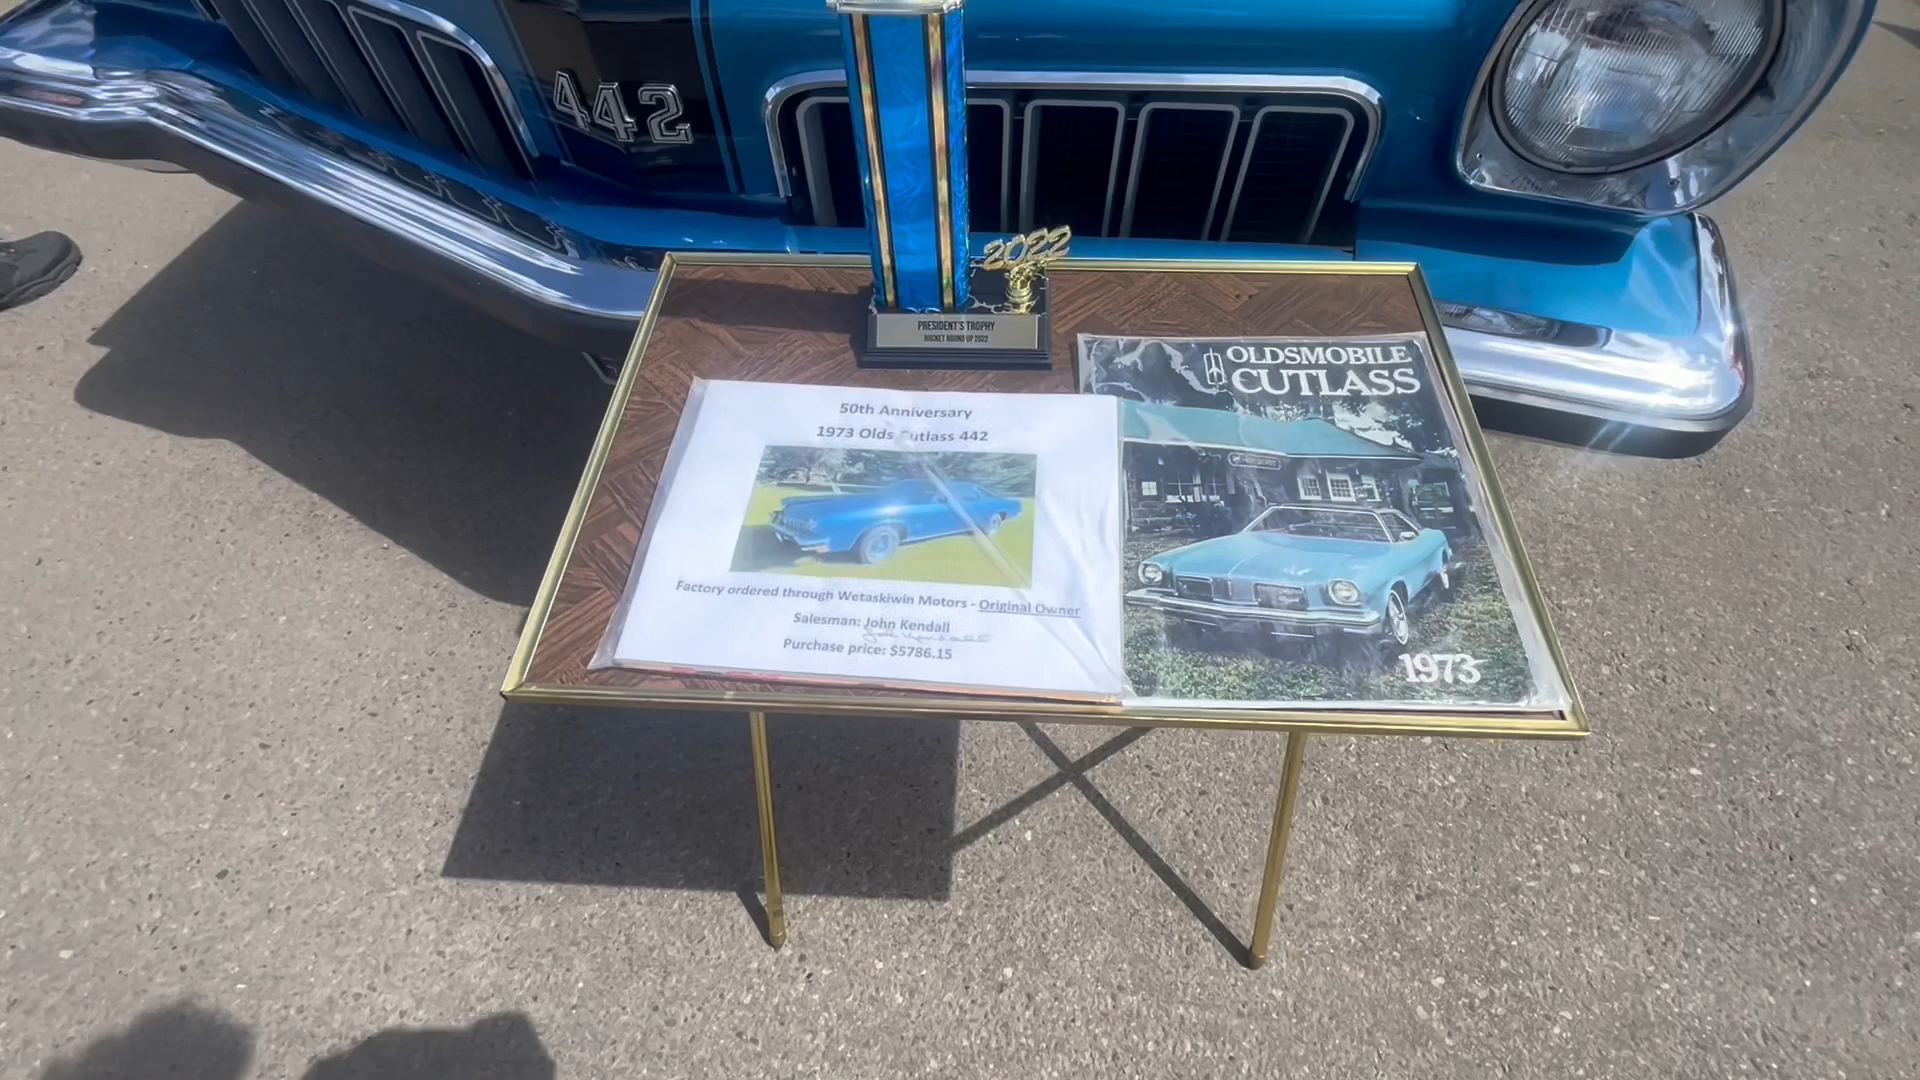 442
2022
PRESIDENT'S TROPHY
ROCKET ROUND UP 2022
OLDSMOBILE
CUTLASS
1973
50th Anniversary
1973 Olds Cutlass 442
Factory ordered through Wetaskiwin Motors - Original Owner
Salesman: John Kendall
Purchase price: $5786.15